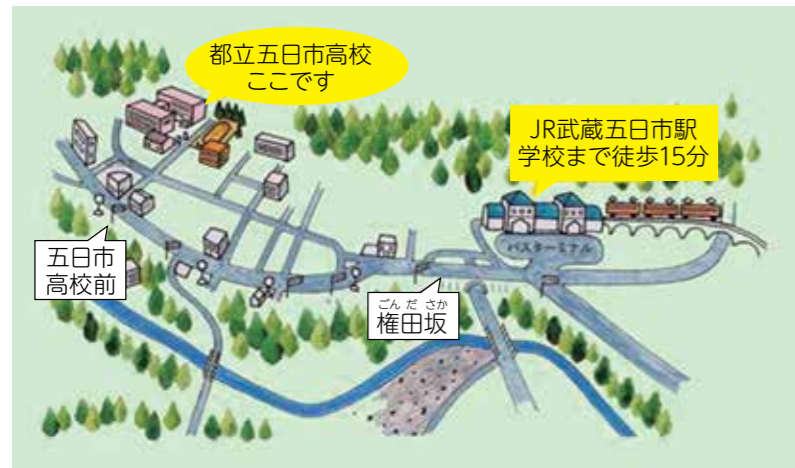 都立五日市高校
ここです
JR武蔵五日市駅
学校まで徒歩15分
バスターミナル
五日市
高校前
ごんださか
権田坂